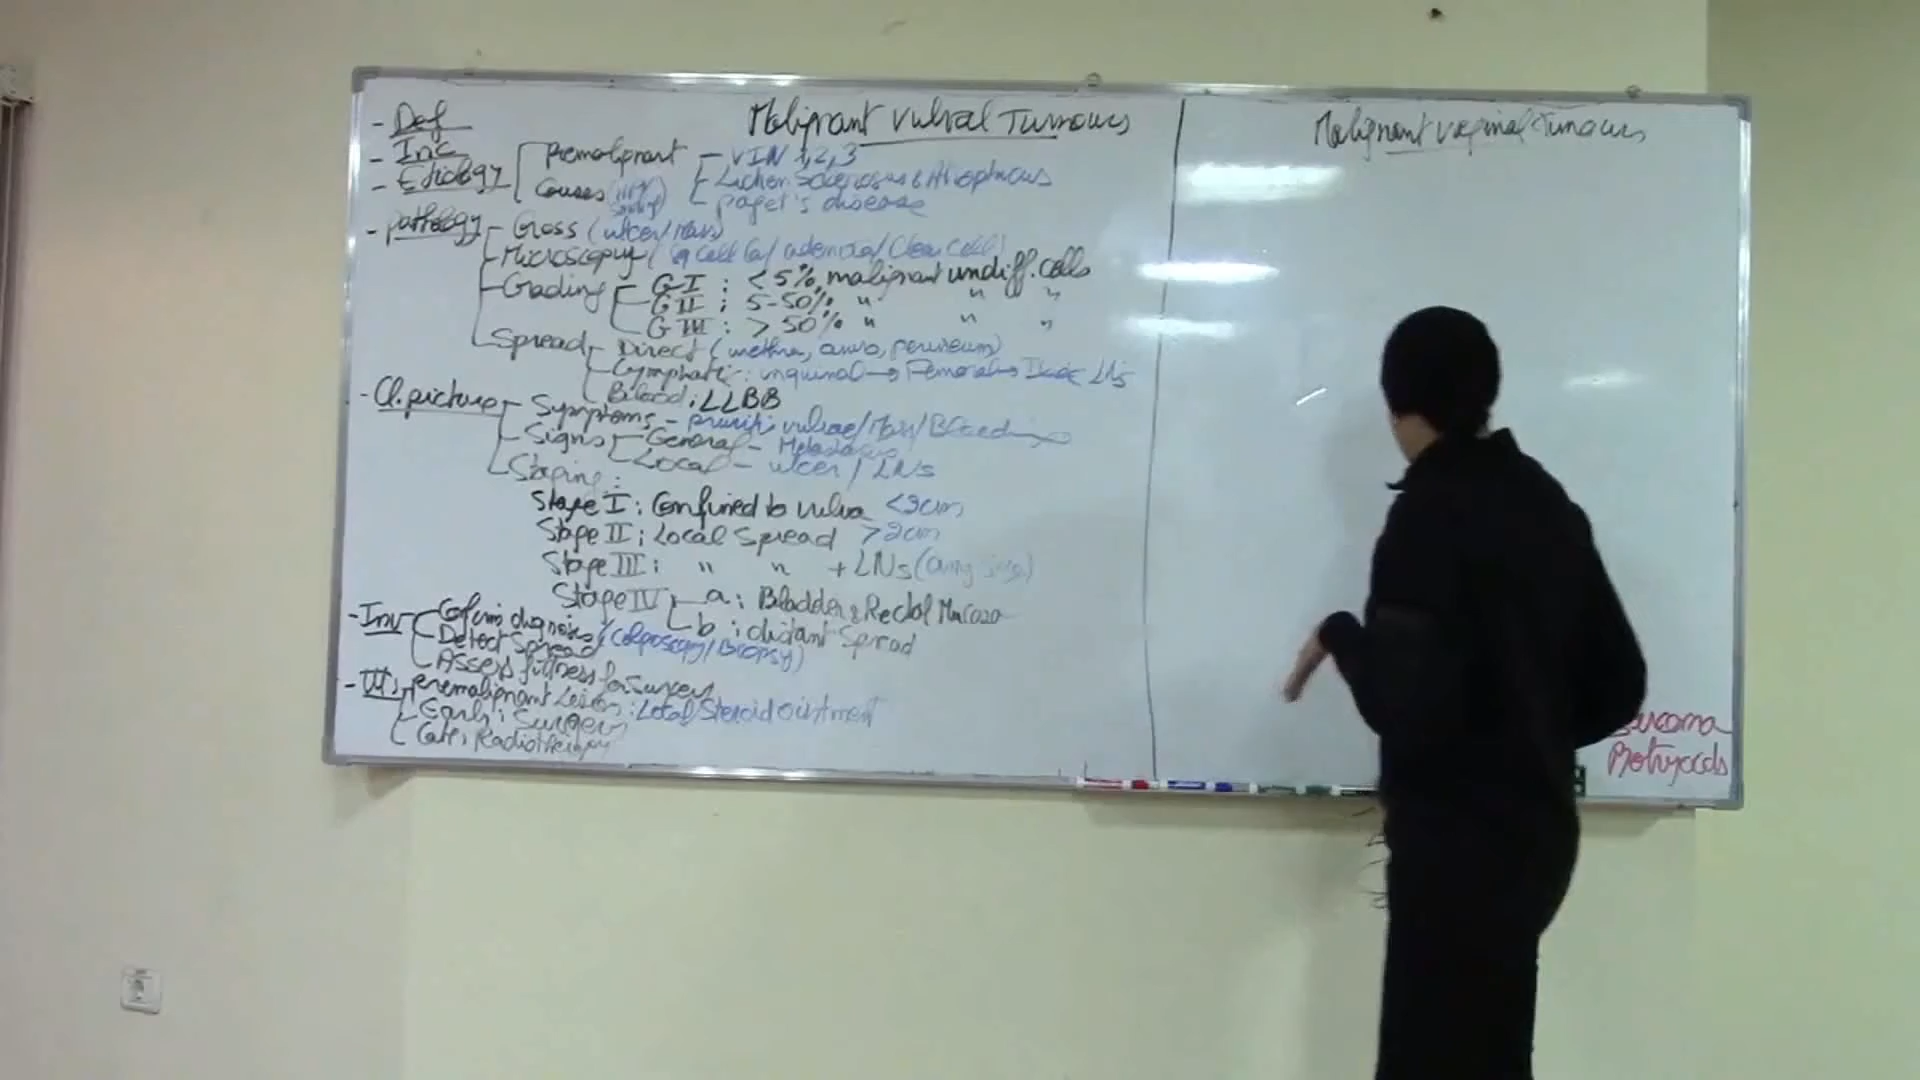 Malignant Vulval Tumours
- Def
- Inc
- Etiology
Premalignant - VIN 1,2,3
Causes
Lichen Sclerosus & Atrophicus
paget's disease
- pathology - Gross (ulcer/Mass)
- Microscopy (sq cell Ca/adenoca/Clear Cell)
- Grading - G I : <5% malignant undiff. cells
G II : 5-50% " " "
G III : >50% " " "
Spread - Direct (urethra, anus, perineum)
- Lymphatic : inguinal → Femoral → Iliac LNs
- Blood : LLBB
- Cl. picture - Symptoms - pruritis vulvae/Mass/Bleeding
- Signs - General - Metastasis
- Local - ulcer / LNs
- Staging :
Stage I : Confined to vulva <2cm
Stage II : Local Spread >2cm
Stage III : " " + LNs (any size)
Stage IV - a : Bladder & Rectal Mucosa
- b : distant Spread
- Inv - Confirm diagnosis (Colposcopy/Biopsy)
- Detect Spread
- Assess fitness for Surgery
- TTT - premalignant Lesion : Local Steroid ointment
- Early : Surgery
- Late : Radiotherapy
Malignant vaginal Tumours
Botryoids